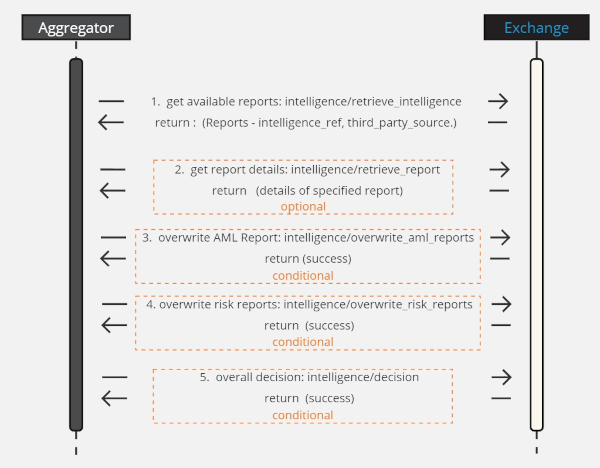 Aggregator
Exchange
1. get available reports: intelligence/retrieve_intelligence
return : (Reports - intelligence_ref, third_party_source.)
2. get report details: intelligence/retrieve_report
return (details of specified report)
optional
3. overwrite AML Report: intelligence/overwrite_aml_reports
return (success)
conditional
4. overwrite risk reports: intelligence/overwrite_risk_reports
return (success)
conditional
5. overall decision: intelligence/decision
return (success)
conditional